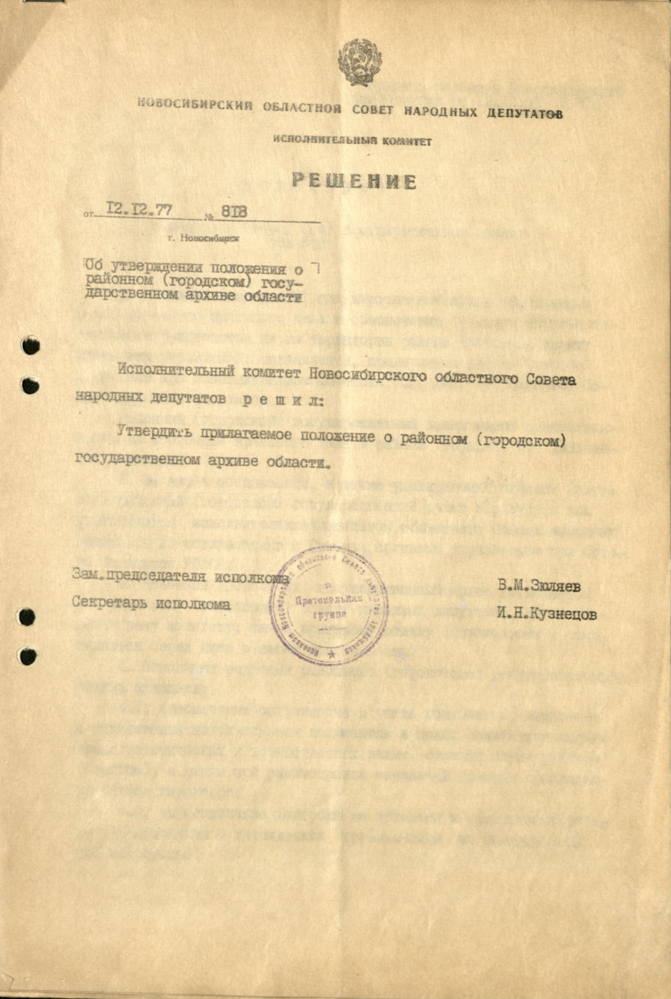 НОВОСИБИРСКИЙ ОБЛАСТНОЙ СОВЕТ НАРОДНЫХ ДЕПУТАТОВ
ИСПОЛНИТЕЛЬНЫЙ КОМИТЕТ
РЕШЕНИЕ
от 12.12.77 № 818
г. Новосибирск
Об утверждении положения о
районном (городском) госу-
дарственном архиве области
Исполнительный комитет Новосибирского областного Совета
народных депутатов р е ш и л:
Утвердить прилагаемое положение о районном (городском)
государственном архиве области.
Зам.председателя исполкома В.М.Зюляев
Секретарь исполкома И.Н.Кузнецов
Исполком Новосибирского областного Совета депутатов трудящихся
Протокольная
группа